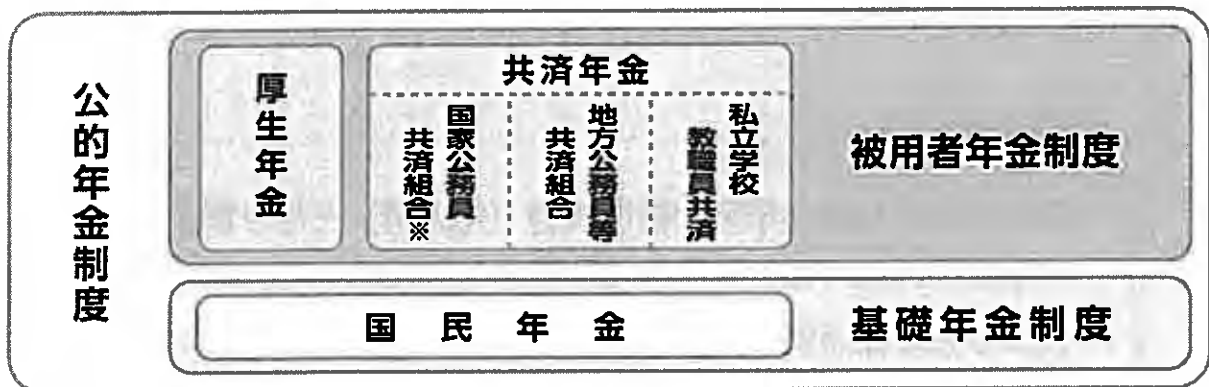 公的年金制度
厚生年金
共済年金
国家公務員
共済組合※
地方公務員等
共済組合
私立学校
教職員共済
被用者年金制度
国民年金
基礎年金制度